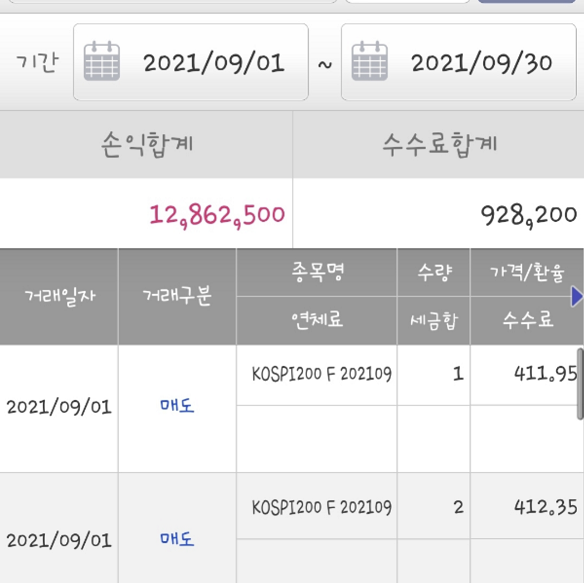 기간 2021/09/01 ~ 2021/09/30
손익합계 수수료합계
12,862,500 928,200
거래일자 거래구분 종목명 수량 가격/환율
연체료 세금합 수수료
2021/09/01 매도 KOSPI200 F 202109 1 411.95
2021/09/01 매도 KOSPI200 F 202109 2 412.35